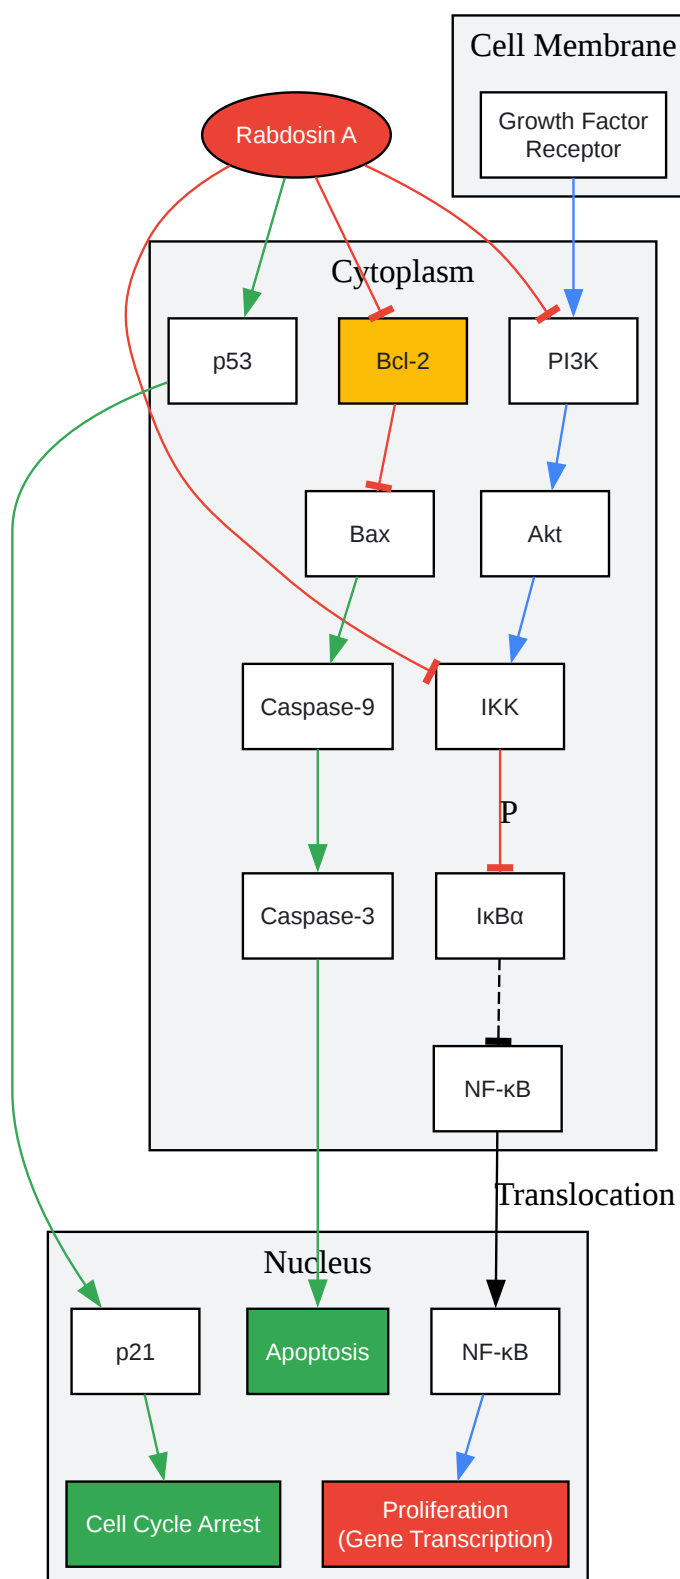 Cell Membrane
Growth Factor
Receptor
Rabdosin A
Cytoplasm
p53
Bcl-2
PI3K
Bax
Akt
Caspase-9
IKK
P
Caspase-3
IκBα
NF-κB
Translocation
Nucleus
p21
Apoptosis
NF-κB
Cell Cycle Arrest
Proliferation
(Gene Transcription)